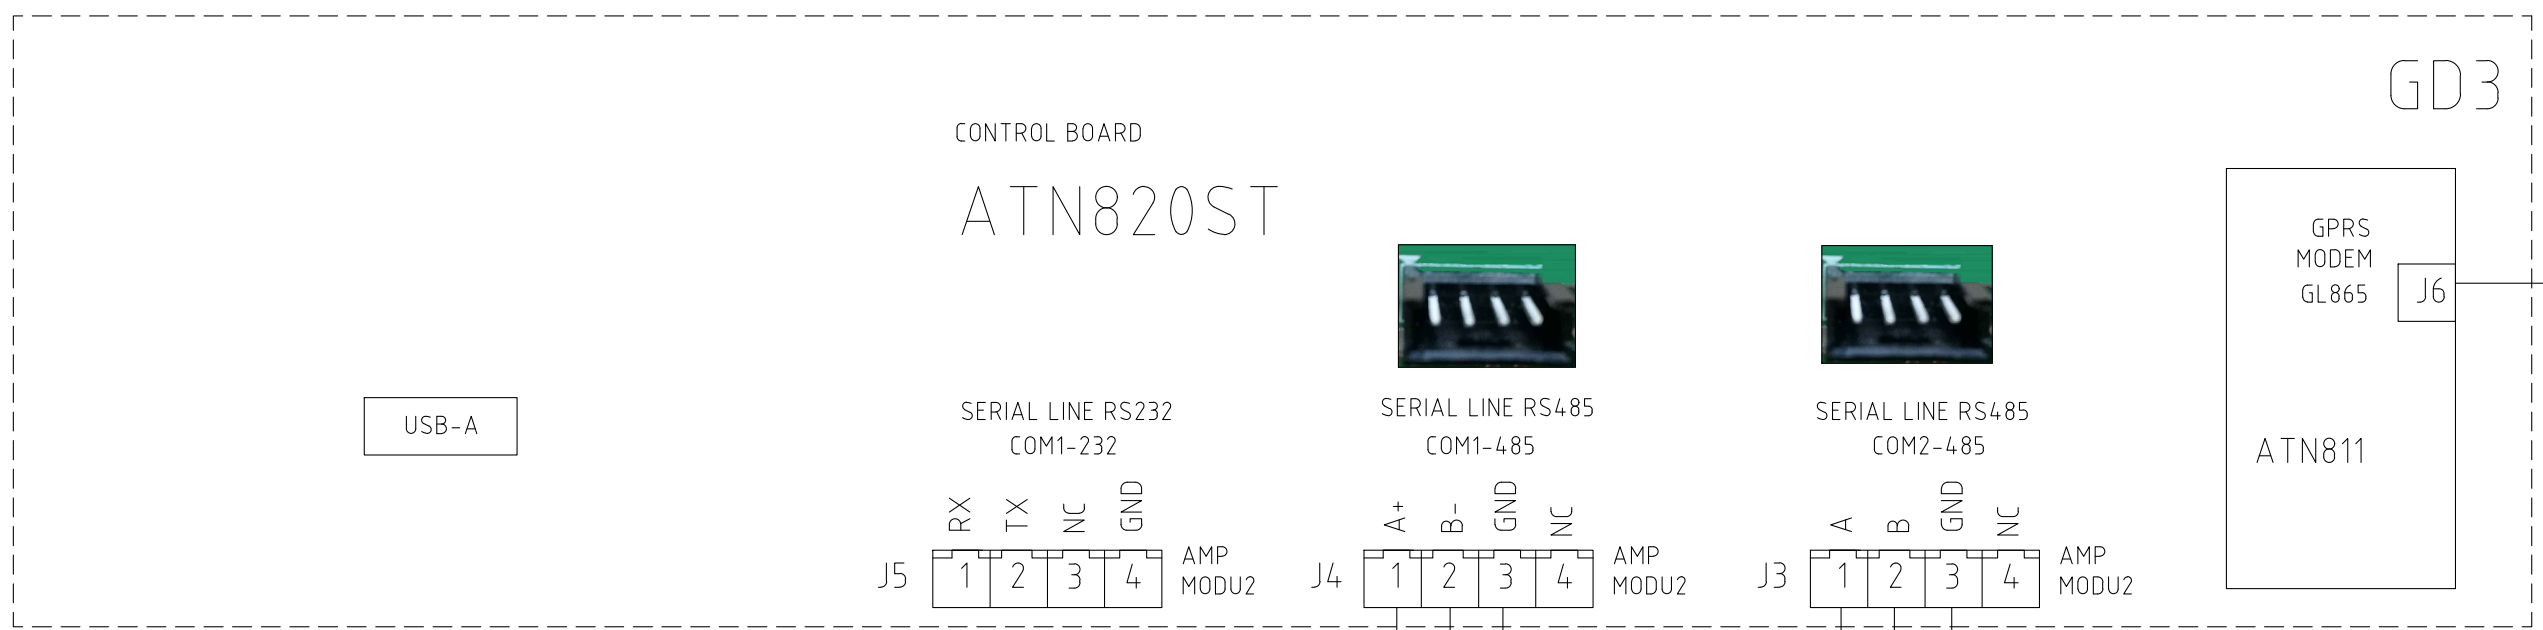 GD3
CONTROL BOARD
ATN820ST
GPRS
MODEM
GL865
J6
ATN811
USB-A
SERIAL LINE RS232
COM1-232
RX TX NC GND
J5 1 2 3 4
AMP
MODU2
SERIAL LINE RS485
COM1-485
A+ B- GND NC
J4 1 2 3 4
AMP
MODU2
SERIAL LINE RS485
COM2-485
A B GND NC
J3 1 2 3 4
AMP
MODU2